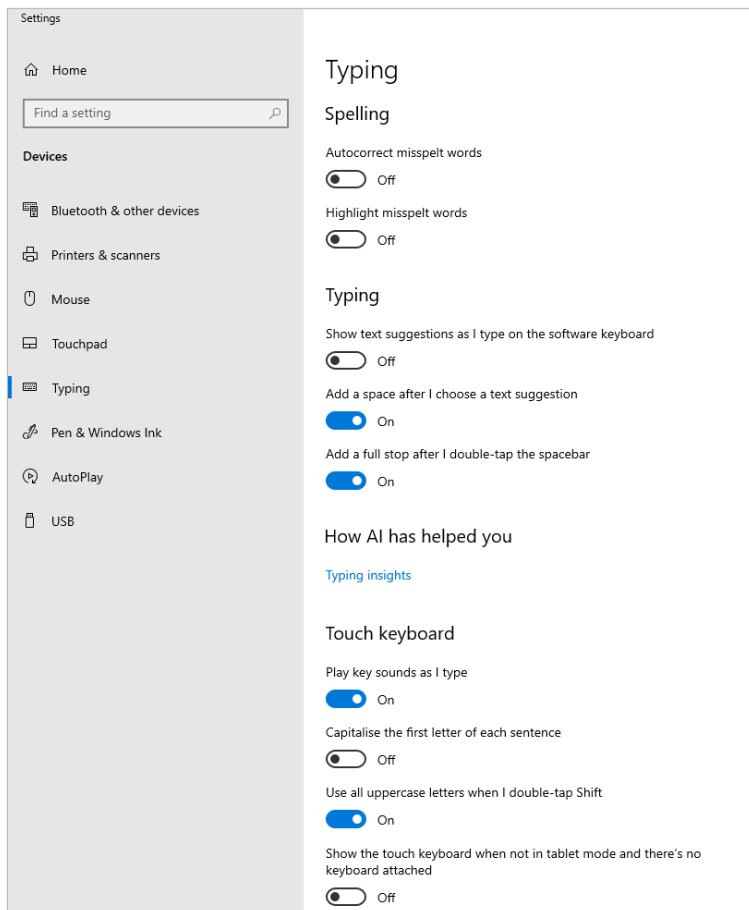 Settings
Home
Find a setting
Devices
Bluetooth & other devices
Printers & scanners
Mouse
Touchpad
Typing
Pen & Windows Ink
AutoPlay
USB
Typing
Spelling
Autocorrect misspelt words
Off
Highlight misspelt words
Off
Typing
Show text suggestions as I type on the software keyboard
Off
Add a space after I choose a text suggestion
On
Add a full stop after I double-tap the spacebar
On
How AI has helped you
Typing insights
Touch keyboard
Play key sounds as I type
On
Capitalise the first letter of each sentence
Off
Use all uppercase letters when I double-tap Shift
On
Show the touch keyboard when not in tablet mode and there's no
keyboard attached
Off